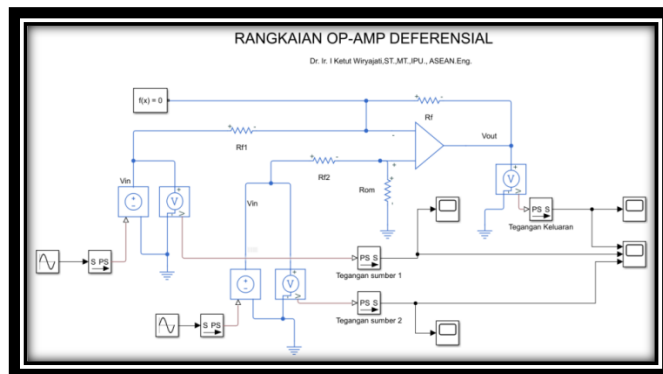 RANGKAIAN OP-AMP DEFERENSIAL
Dr. Ir. I Ketut Wiryajati,ST.,MT.,IPU., ASEAN.Eng.
f(x) = 0
Rf
Rf1
Vout
Rf2
Rom
Vin
Vin
V
V
V
PS S
Tegangan Keluaran
S PS
PS S
Tegangan sumber 1
PS S
Tegangan sumber 2
S PS